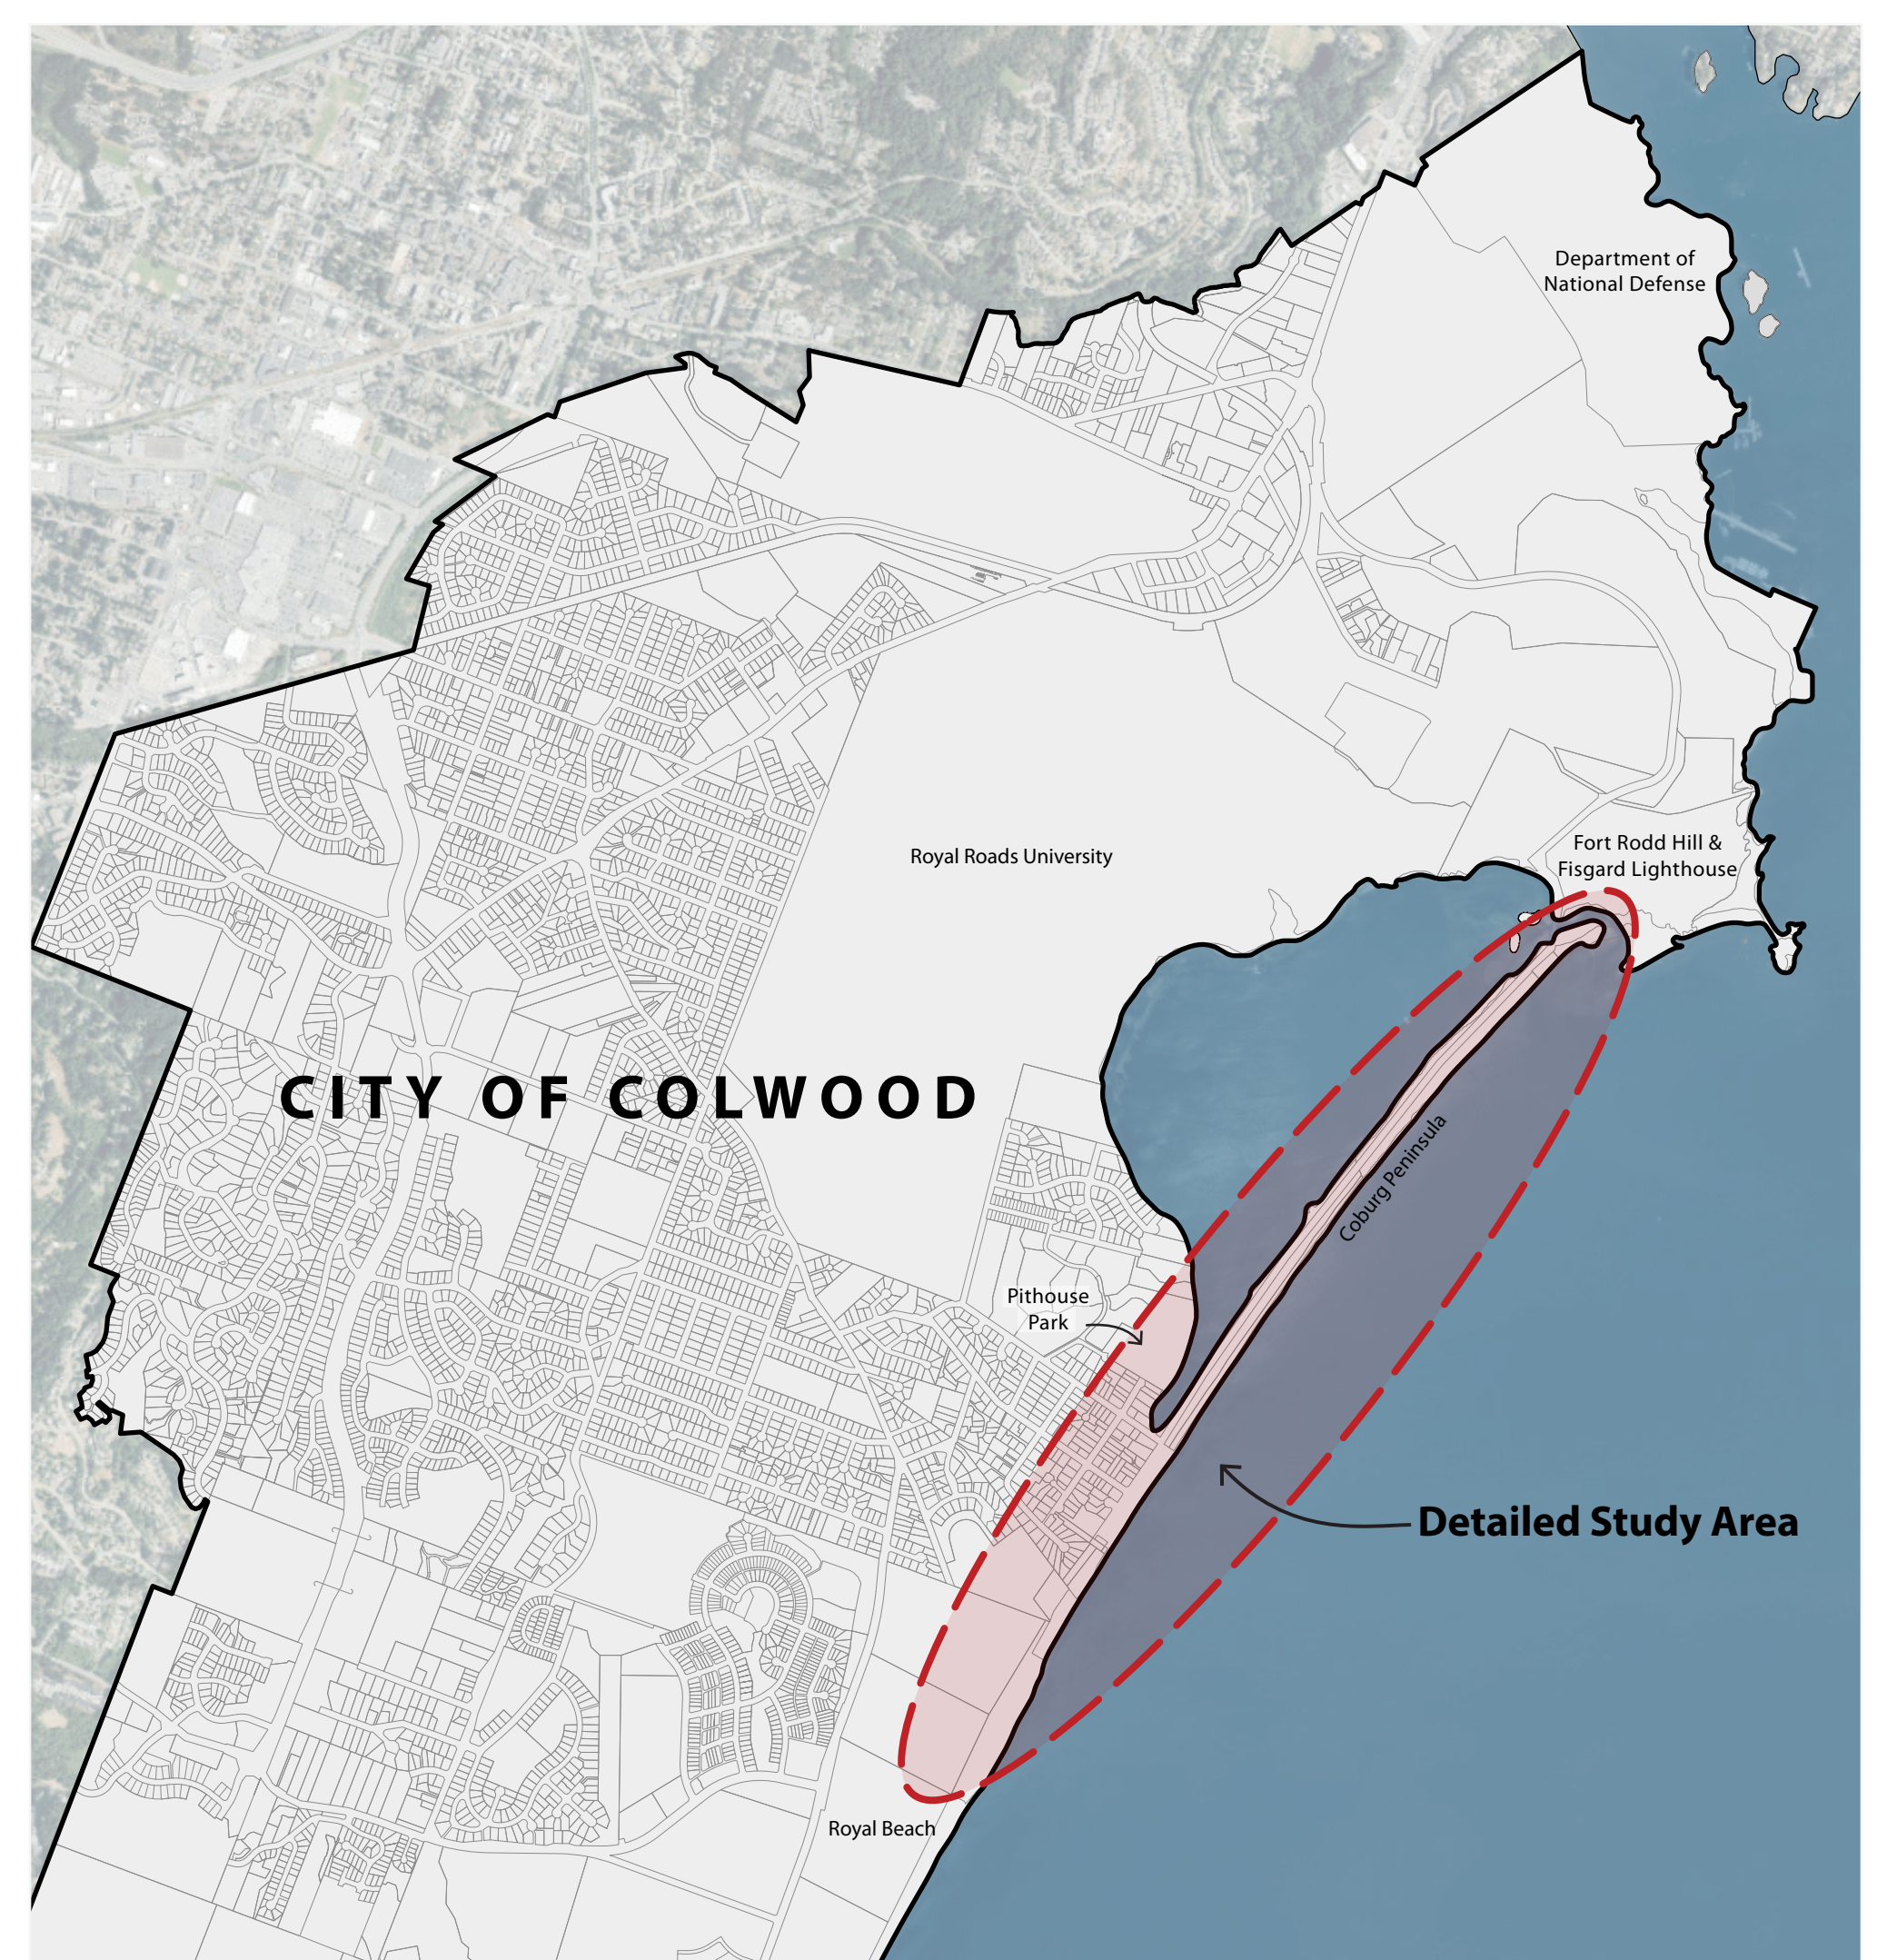 Department of
National Defense
Fort Rodd Hill &
Fisgard Lighthouse
Royal Roads University
CITY OF COLWOOD
Coburg Peninsula
Pithouse
Park
Detailed Study Area
Royal Beach